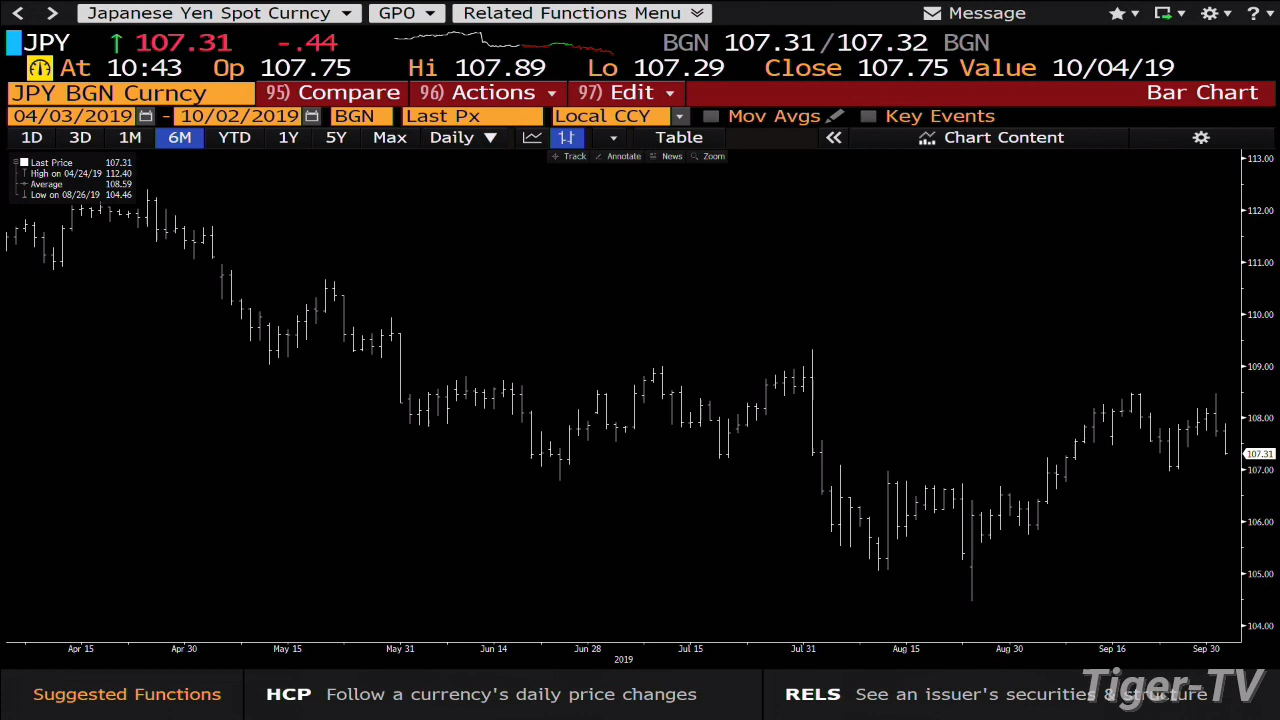 Japanese Yen Spot Curncy GPO Related Functions Menu Message ?
JPY 107.31 -.44 BGN 107.31/107.32 BGN
At 10:43 Op 107.75 Hi 107.89 Lo 107.29 Close 107.75 Value 10/04/19
JPY BGN Curncy 95) Compare 96) Actions 97) Edit Bar Chart
04/03/2019 - 10/02/2019 BGN Last Px Local CCY Mov Avgs Key Events
1D 3D 1M 6M YTD 1Y 5Y Max Daily Table Chart Content
Track Annotate News Zoom
Last Price 107.31
High on 04/24/19 112.40
Average 108.59
Low on 08/26/19 104.46
113.00
112.00
111.00
110.00
109.00
108.00
107.31
107.00
106.00
105.00
104.00
Apr 15 Apr 30 May 15 May 31 Jun 14 Jun 28 Jul 15 Jul 31 Aug 15 Aug 30 Sep 16 Sep 30
2019
Suggested Functions HCP Follow a currency's daily price changes RELS See an issuer's securities & structure
Tiger-TV